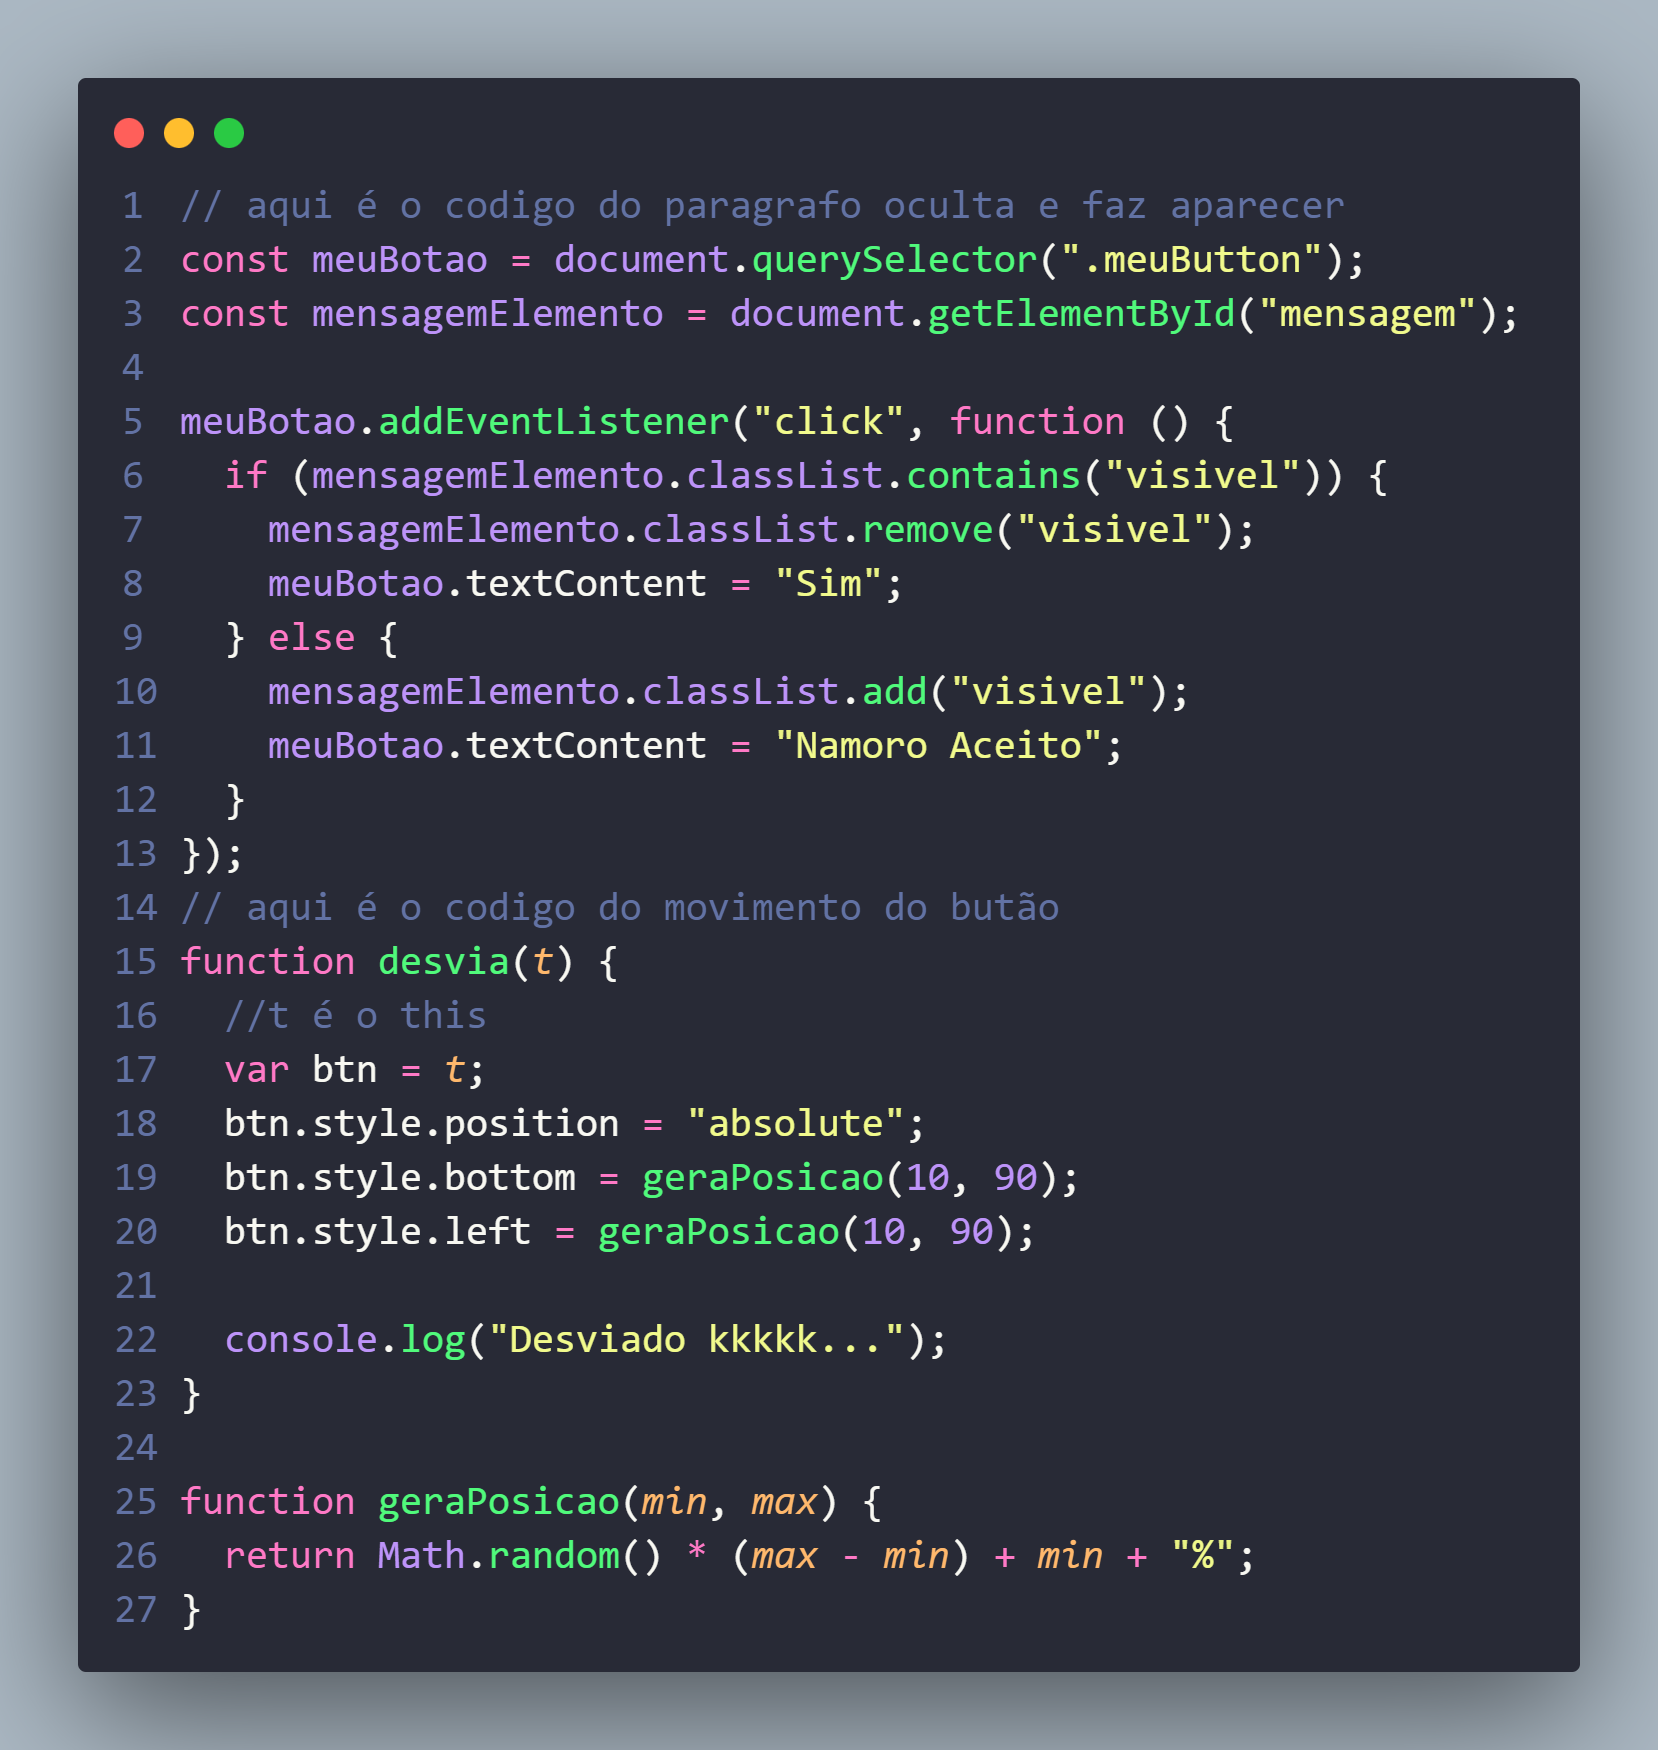 1 // aqui é o codigo do paragrafo oculta e faz aparecer
2 const meuBotao = document.querySelector(".meuButton");
3 const mensagemElemento = document.getElementById("mensagem");
4
5 meuBotao.addEventListener("click", function () {
6   if (mensagemElemento.classList.contains("visivel")) {
7     mensagemElemento.classList.remove("visivel");
8     meuBotao.textContent = "Sim";
9   } else {
10     mensagemElemento.classList.add("visivel");
11     meuBotao.textContent = "Namoro Aceito";
12   }
13 });
14 // aqui é o codigo do movimento do butão
15 function desvia(t) {
16   //t é o this
17   var btn = t;
18   btn.style.position = "absolute";
19   btn.style.bottom = geraPosicao(10, 90);
20   btn.style.left = geraPosicao(10, 90);
21
22   console.log("Desviado kkkkk...");
23 }
24
25 function geraPosicao(min, max) {
26   return Math.random() * (max - min) + min + "%";
27 }